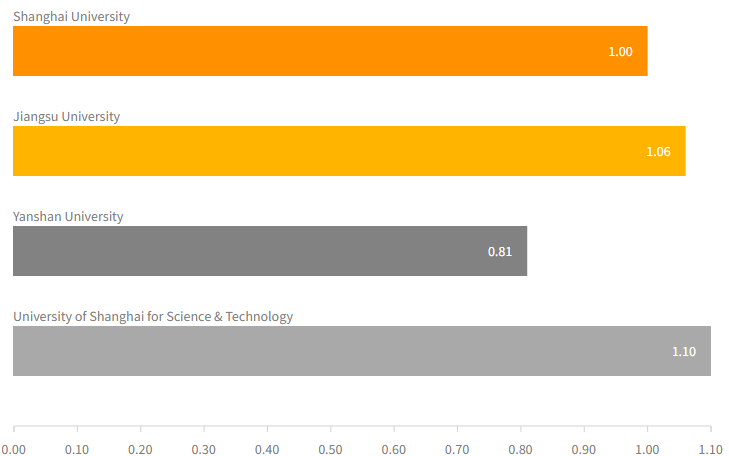 Shanghai University
1.00
Jiangsu University
1.06
Yanshan University
0.81
University of Shanghai for Science & Technology
1.10
0.00 0.10 0.20 0.30 0.40 0.50 0.60 0.70 0.80 0.90 1.00 1.10